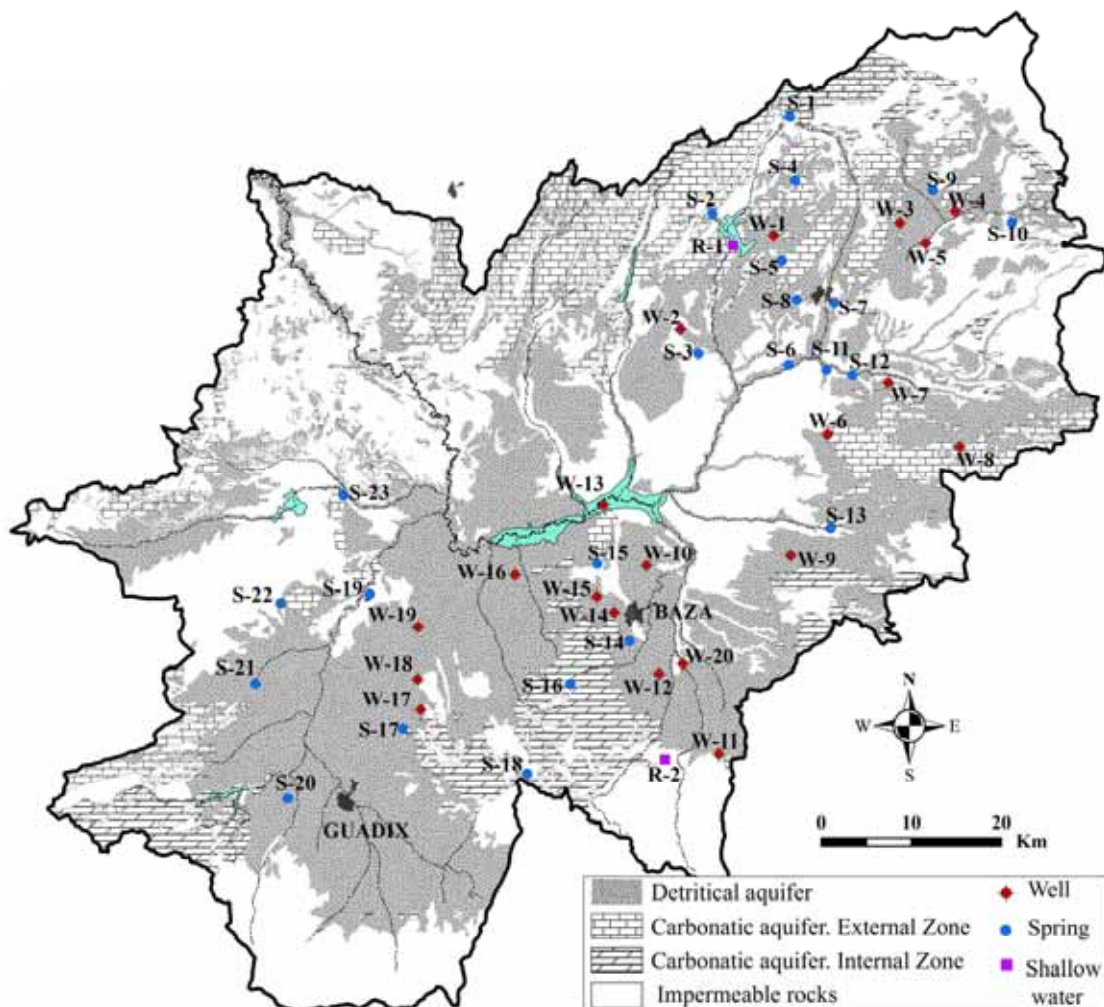 S-1
S-4
S-9
W-4
S-2
W-3
S-10
W-1
R-1
W-5
S-5
S-8
S-7
W-2
S-3
S-6
S-11
S-12
W-7
W-6
W-8
W-13
S-23
S-13
S-15
W-10
W-9
W-16
W-15
S-19
S-22
W-14
BAZA
W-19
S-14
W-18
S-21
W-20
S-16
W-12
W-17
S-17
N
W E
S
W-11
S-18
R-2
S-20
GUADIX
0 10 20
Km
Detritical aquifer
Well
Carbonatic aquifer. External Zone
Spring
Carbonatic aquifer. Internal Zone
Shallow
water
Impermeable rocks